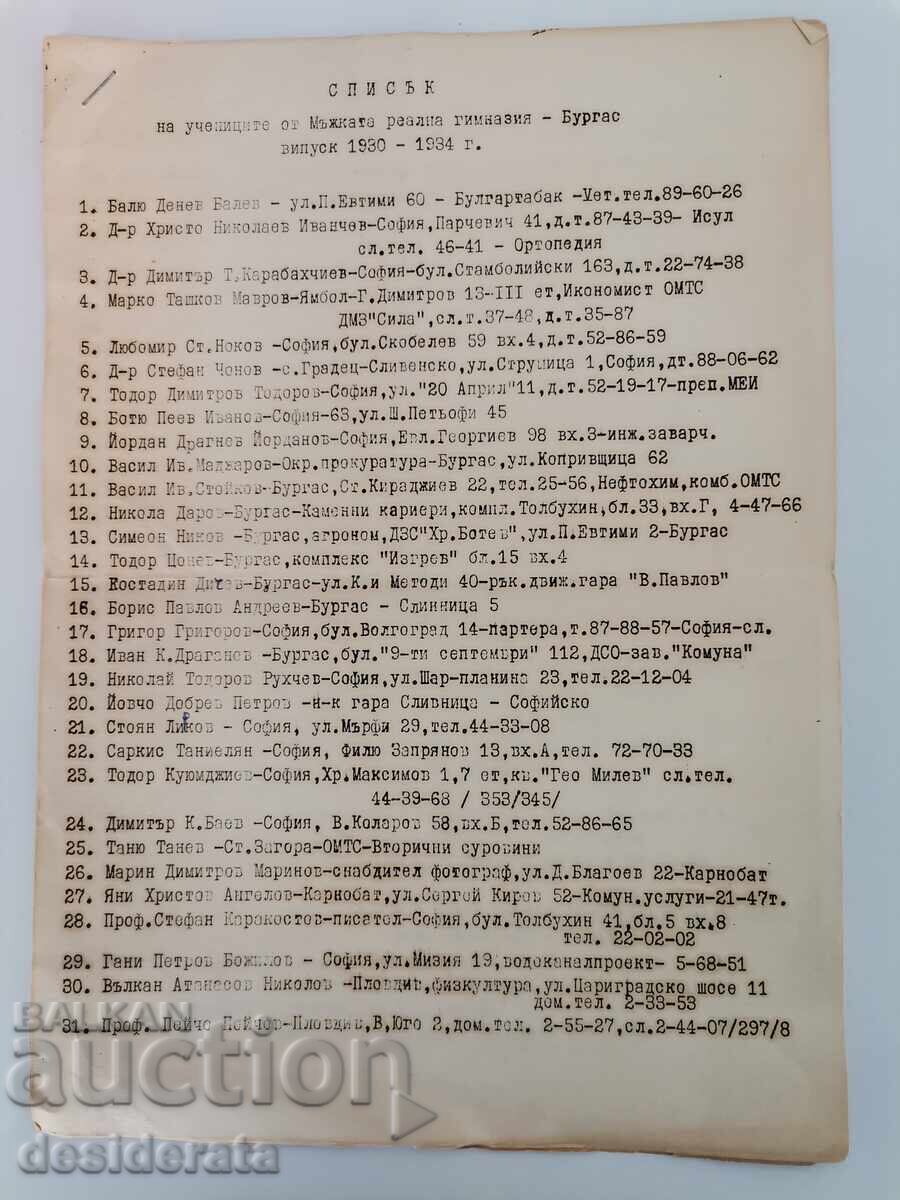 СПИСЪК
на учениците от Мъжката реална гимназия - Бургас
випуск 1930 - 1934 г.
1. Балю Денев Балев - ул.П.Евтими 60 - Булгартабак -Мет.тел.89-60-26
2. Д-р Христо Николаев Иванчев-София,Парчевич 41,д.т.87-43-39- Исул
сл.тел. 46-41 - Ортопедия
3. Д-р Димитър Т.Карабахчиев-София-бул.Стамболийски 163,д.т.22-74-38
4. Марко Ташков Мавров-Ямбол-Г.Димитров 13-III ет,Икономист ОМТС
ДМЗ"Сила",сл.т.37-48,д.т.35-87
5. Любомир Ст.Ноков -София,бул.Скобелев 59 вх.4,д.т.52-86-59
6. Д-р Стефан Чонов -с.Градец-Сливенско,ул.Струмица 1,София,дт.88-06-62
7. Тодор Димитров Тодоров-София,ул."20 Април"11,д.т.52-19-17-преп.МЕИ
8. Ботю Пеев Иванов-София-63,ул.Ш.Петьофи 45
9. Йордан Драгнев Йорданов-София,Евл.Георгиев 98 вх.3-инж.заварч.
10. Васил Ив.Маджаров-Окр.прокуратура-Бургас,ул.Копривщица 62
11. Васил Ив.Стойков-Бургас,Ст.Кираджиев 22,тел.25-56,Нефтохим,комб.ОМТС
12. Никола Даров-Бургас-Каменни кариери,компл.Толбухин,бл.33,вх.Г, 4-47-66
13. Симеон Ников -Бургас,агроном,ДЗС"Хр.Ботев",ул.П.Евтими 2-Бургас
14. Тодор Цонев-Бургас,комплекс "Изгрев" бл.15 вх.4
15. Костадин Дичев-Бургас-ул.К.и Методи 40-рък.движ.гара "В.Павлов"
16. Борис Павлов Андреев-Бургас - Сливница 5
17. Григор Григоров-София,бул.Волгоград 14-партера,т.87-88-57-София-сл.
18. Иван К.Драганов -Бургас,бул."9-ти септември" 112,ДСО-зав."Комуна"
19. Николай Тодоров Рухчев-София,ул.Шар-планина 23,тел.22-12-04
20. Йовчо Добрев Петров -н-к гара Сливница - Софийско
21. Стоян Ликов - София, ул.Мърфи 29,тел.44-33-08
22. Саркис Таниелян -София, Филю Запрянов 13,вх.А,тел. 72-70-33
23. Тодор Куюмджиев-София,Хр.Максимов 1,7 ет,кв."Гео Милев" сл.тел.
44-39-68 / 353/345/
24. Димитър К.Баев -София, В.Коларов 58,вх.Б,тел.52-86-65
25. Таню Танев -Ст.Загора-ОМТС-Вторични суровини
26. Марин Димитров Маринов-снабдител фотограф,ул.Д.Благоев 22-Карнобат
27. Яни Христов Ангелов-Карнобат,ул.Сергей Киров 52-Комун.услуги-21-47т.
28. Проф.Стефан Каракостов-писател-София,бул.Толбухин 41,бл.5 вх.8
тел. 22-02-02
29. Гани Петров Божилов - София,ул.Мизия 19,водоканалпроект- 5-68-51
30. Вълкан Атанасов Николов -Пловдив,физкултура,ул.Цариградско шосе 11
дом.тел. 2-33-53
31. Проф. Пейчо Пейчев-Пловдив,В,Юго 2,дом.тел. 2-55-27,сл.2-44-07/297/8
BALKAN
auction
desiderata